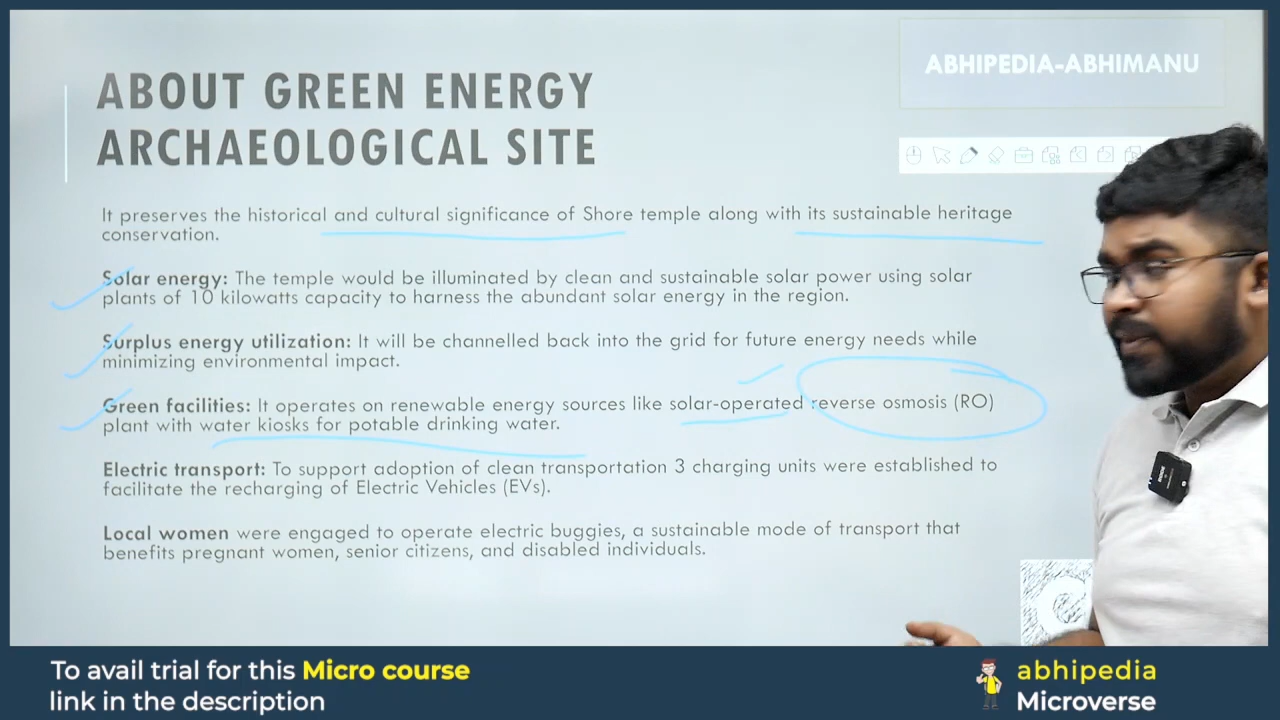 ABOUT GREEN ENERGY
ARCHAEOLOGICAL SITE
ABHIPEDIA-ABHIMANU
It preserves the historical and cultural significance of Shore temple along with its sustainable heritage
conservation.
Solar energy: The temple would be illuminated by clean and sustainable solar power using solar
plants of 10 kilowatts capacity to harness the abundant solar energy in the region.
Surplus energy utilization: It will be channelled back into the grid for future energy needs while
minimizing environmental impact.
Green facilities: It operates on renewable energy sources like solar-operated reverse osmosis (RO)
plant with water kiosks for potable drinking water.
Electric transport: To support adoption of clean transportation 3 charging units were established to
facilitate the recharging of Electric Vehicles (EVs).
Local women were engaged to operate electric buggies, a sustainable mode of transport that
benefits pregnant women, senior citizens, and disabled individuals.
To avail trial for this Micro course
link in the description
abhipedia
Microverse